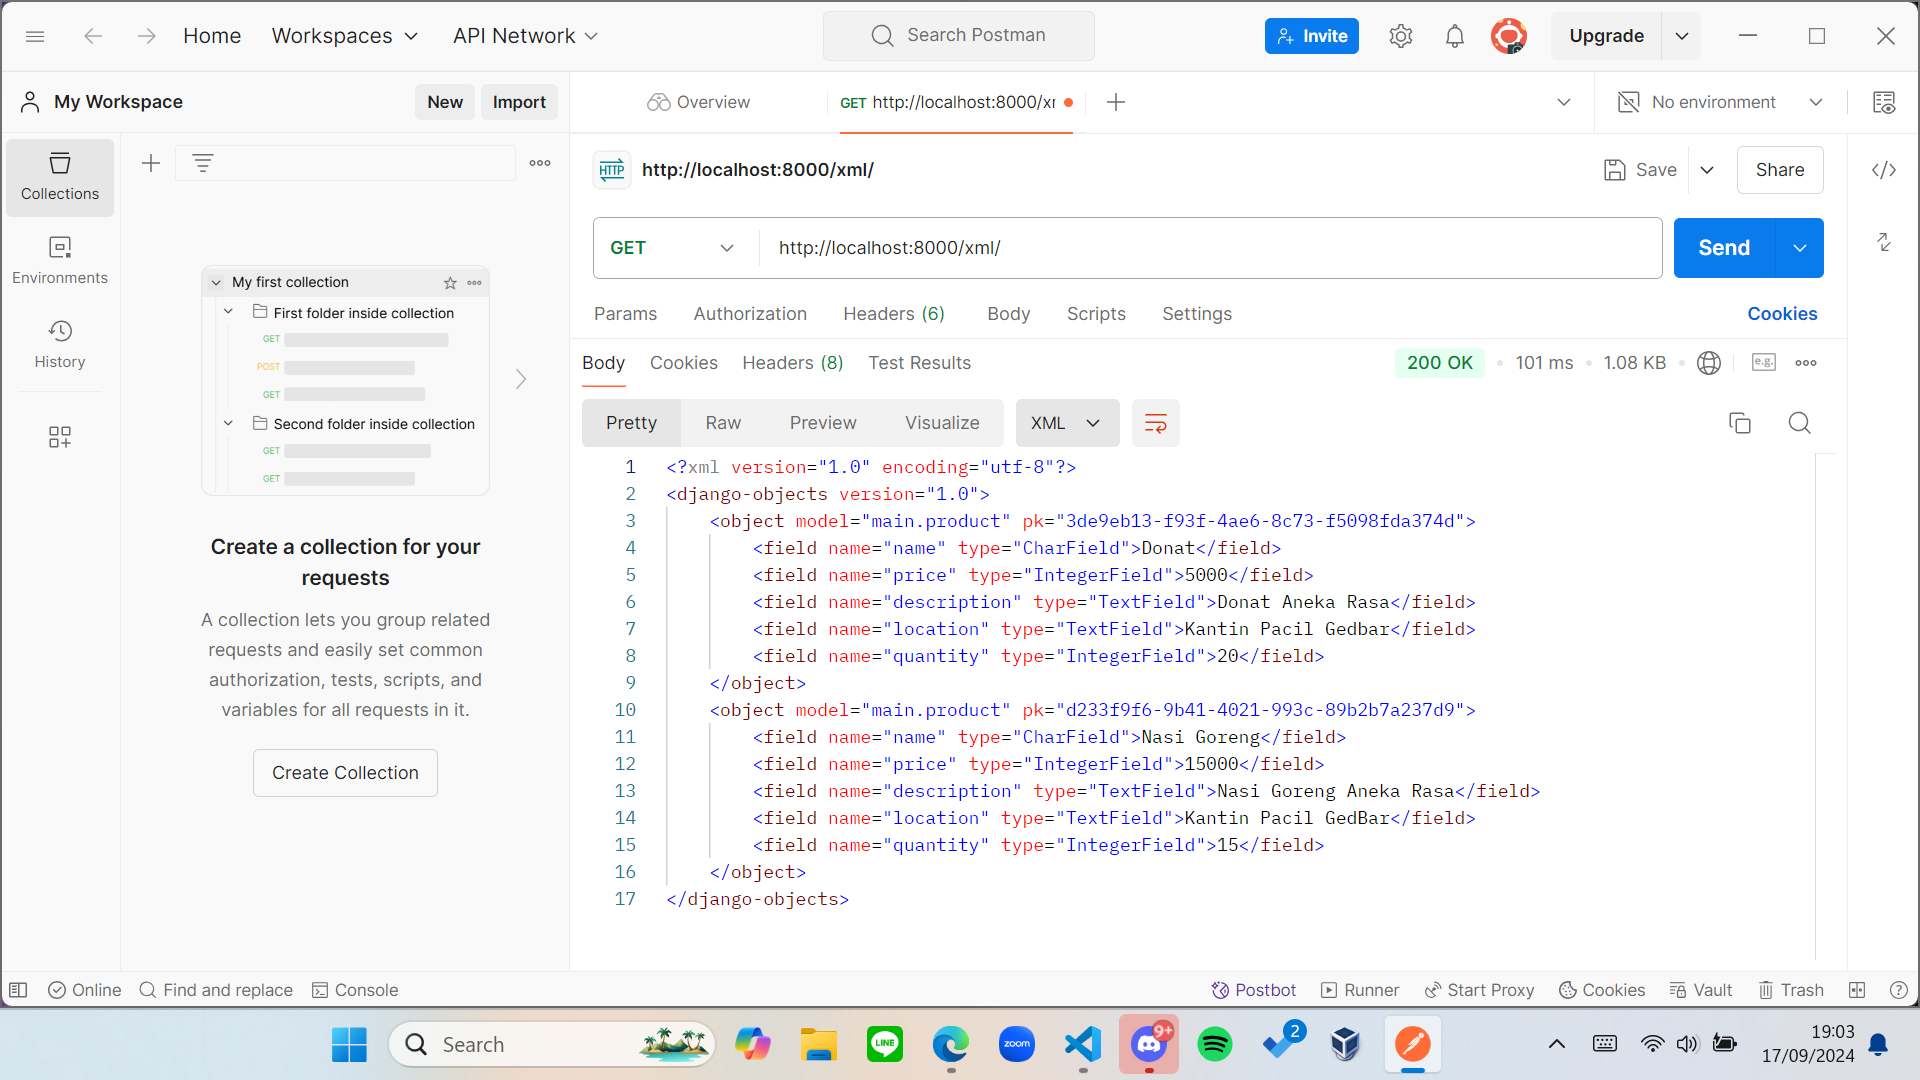 Home
Workspaces
API Network
Search Postman
Invite
Upgrade
My Workspace
New
Import
Overview
GET http://localhost:8000/xr
No environment
Collections
Environments
History
My first collection
First folder inside collection
GET
POST
GET
Second folder inside collection
GET
GET
Create a collection for your
requests
A collection lets you group related
requests and easily set common
authorization, tests, scripts, and
variables for all requests in it.
Create Collection
HTTP
http://localhost:8000/xml/
Save
Share
GET
http://localhost:8000/xml/
Send
Params
Authorization
Headers (6)
Body
Scripts
Settings
Cookies
Body
Cookies
Headers (8)
Test Results
200 OK
101 ms
1.08 KB
e.g.
Pretty
Raw
Preview
Visualize
XML
1 <?xml version="1.0" encoding="utf-8"?>
2 <django-objects version="1.0">
3 <object model="main.product" pk="3de9eb13-f93f-4ae6-8c73-f5098fda374d">
4 <field name="name" type="CharField">Donat</field>
5 <field name="price" type="IntegerField">5000</field>
6 <field name="description" type="TextField">Donat Aneka Rasa</field>
7 <field name="location" type="TextField">Kantin Pacil Gedbar</field>
8 <field name="quantity" type="IntegerField">20</field>
9 </object>
10 <object model="main.product" pk="d233f9f6-9b41-4021-993c-89b2b7a237d9">
11 <field name="name" type="CharField">Nasi Goreng</field>
12 <field name="price" type="IntegerField">15000</field>
13 <field name="description" type="TextField">Nasi Goreng Aneka Rasa</field>
14 <field name="location" type="TextField">Kantin Pacil GedBar</field>
15 <field name="quantity" type="IntegerField">15</field>
16 </object>
17 </django-objects>
Online
Find and replace
Console
Postbot
Runner
Start Proxy
Cookies
Vault
Trash
Search
LINE
zoom
9+
2
19:03
17/09/2024